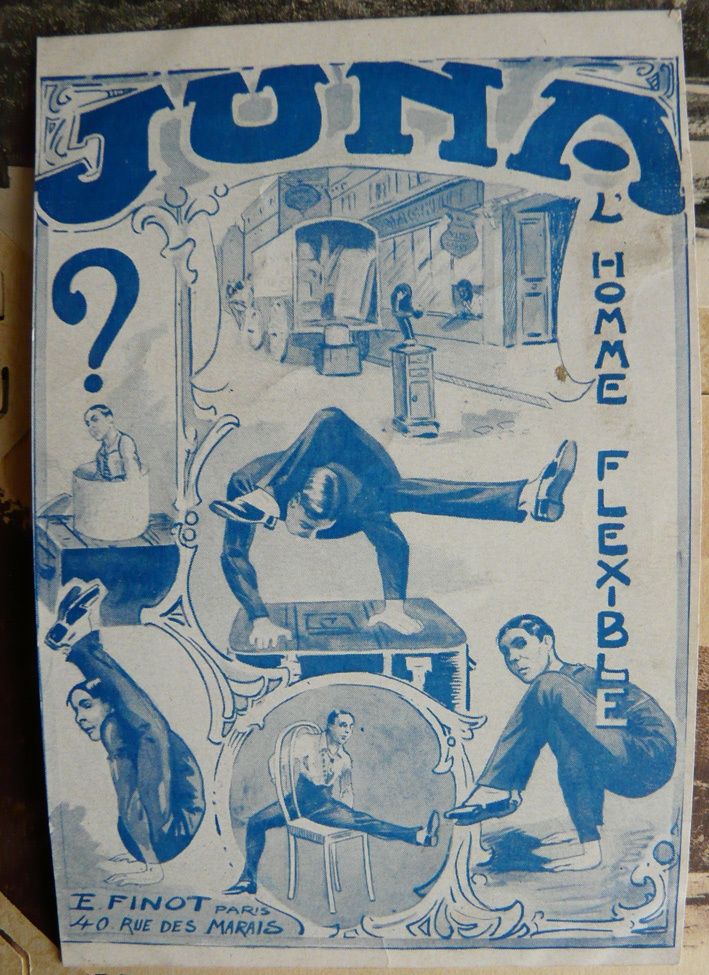 JUNA
L'HOMME FLEXIBLE
?
E. FINOT PARIS
40. RUE DES MARAIS